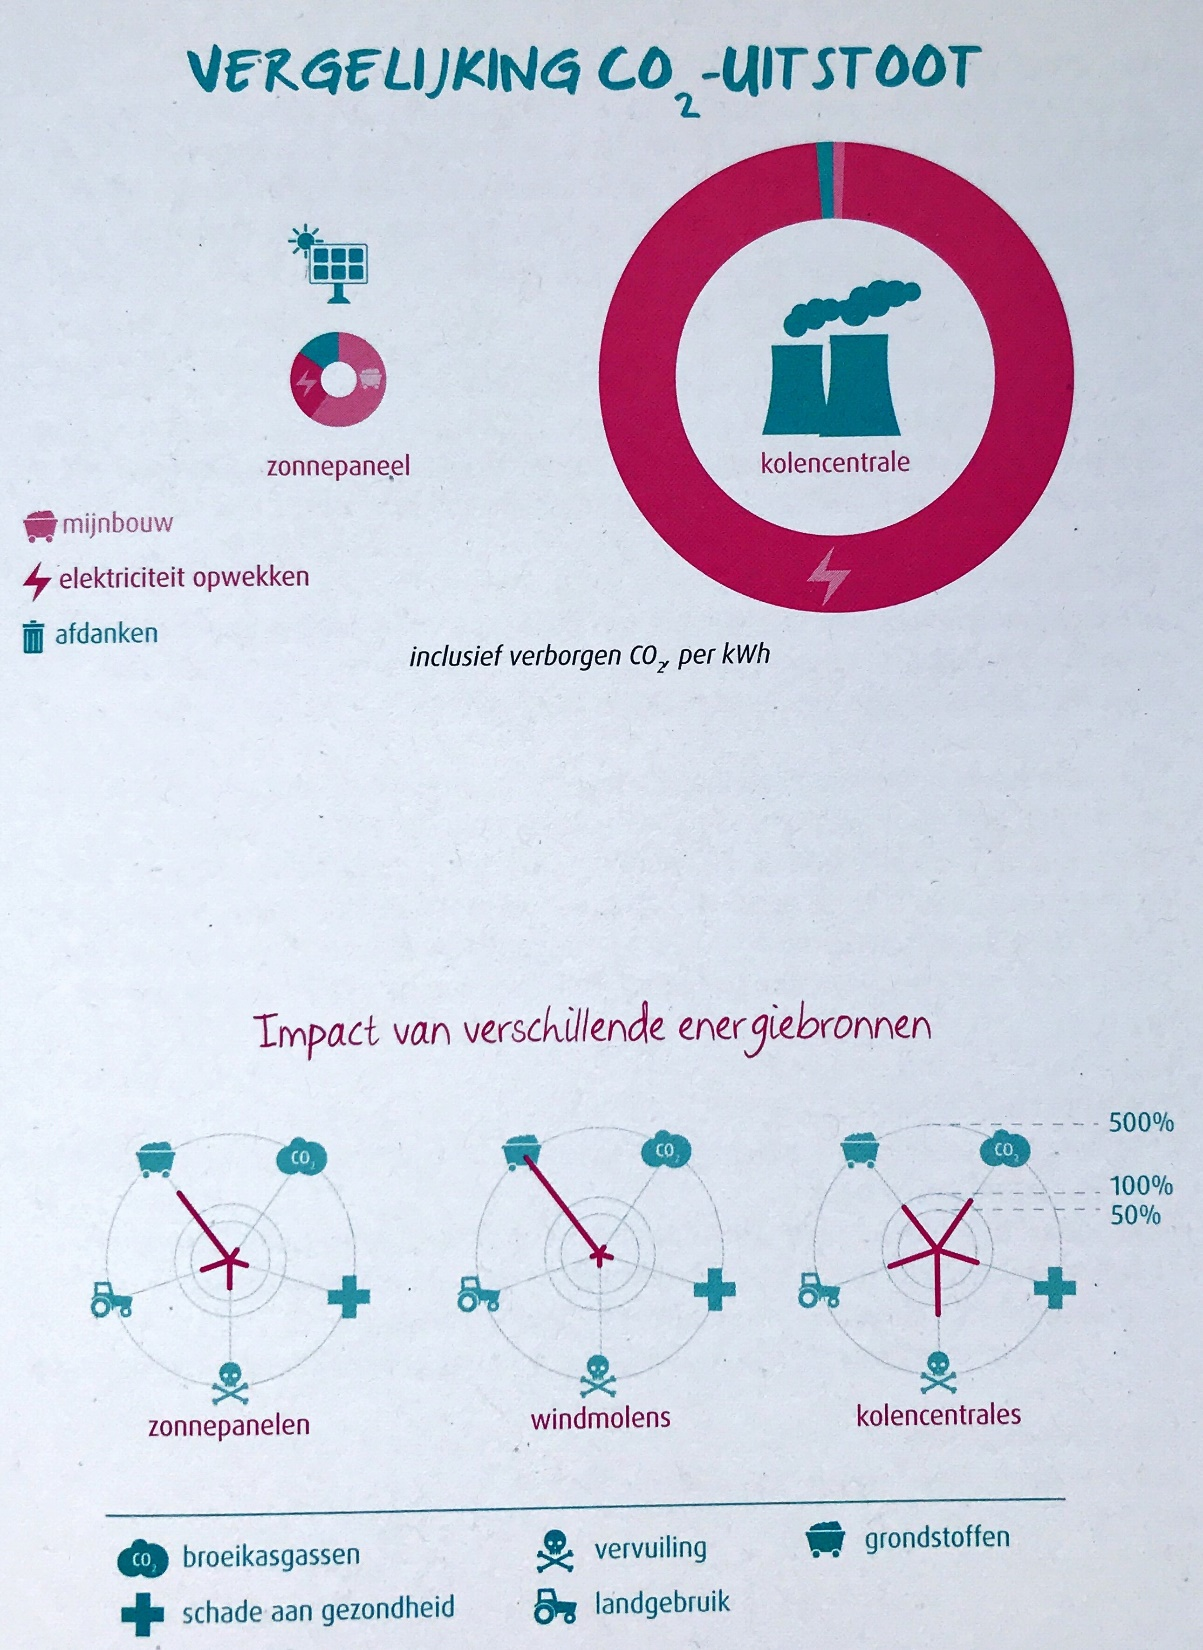 VERGELIJKING CO₂-UITSTOOT
zonnepaneel
kolencentrale
mijnbouw
elektriciteit opwekken
afdanken
inclusief verborgen CO₂, per kWh
Impact van verschillende energiebronnen
CO₂
CO₂
CO₂
500%
100%
50%
zonnepanelen
windmolens
kolencentrales
CO₂ broeikasgassen
vervuiling
grondstoffen
schade aan gezondheid
landgebruik